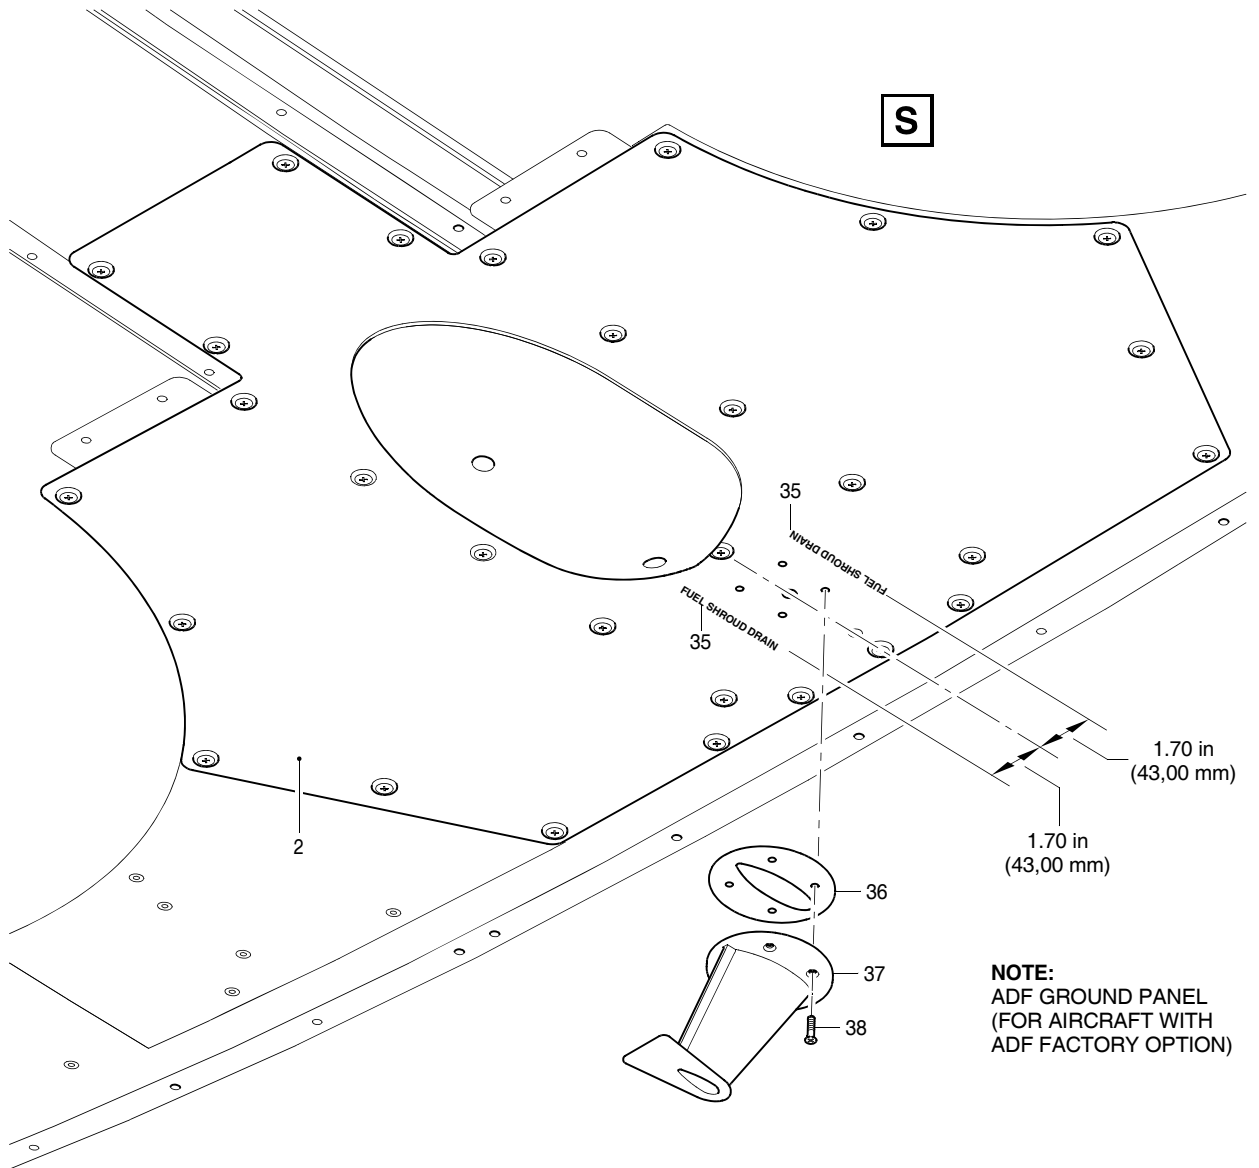 S
35
FUEL SHROUD DRAIN
FUEL SHROUD DRAIN
35
1.70 in
(43,00 mm)
1.70 in
(43,00 mm)
2
36
37
38
NOTE:
ADF GROUND PANEL
(FOR AIRCRAFT WITH
ADF FACTORY OPTION)